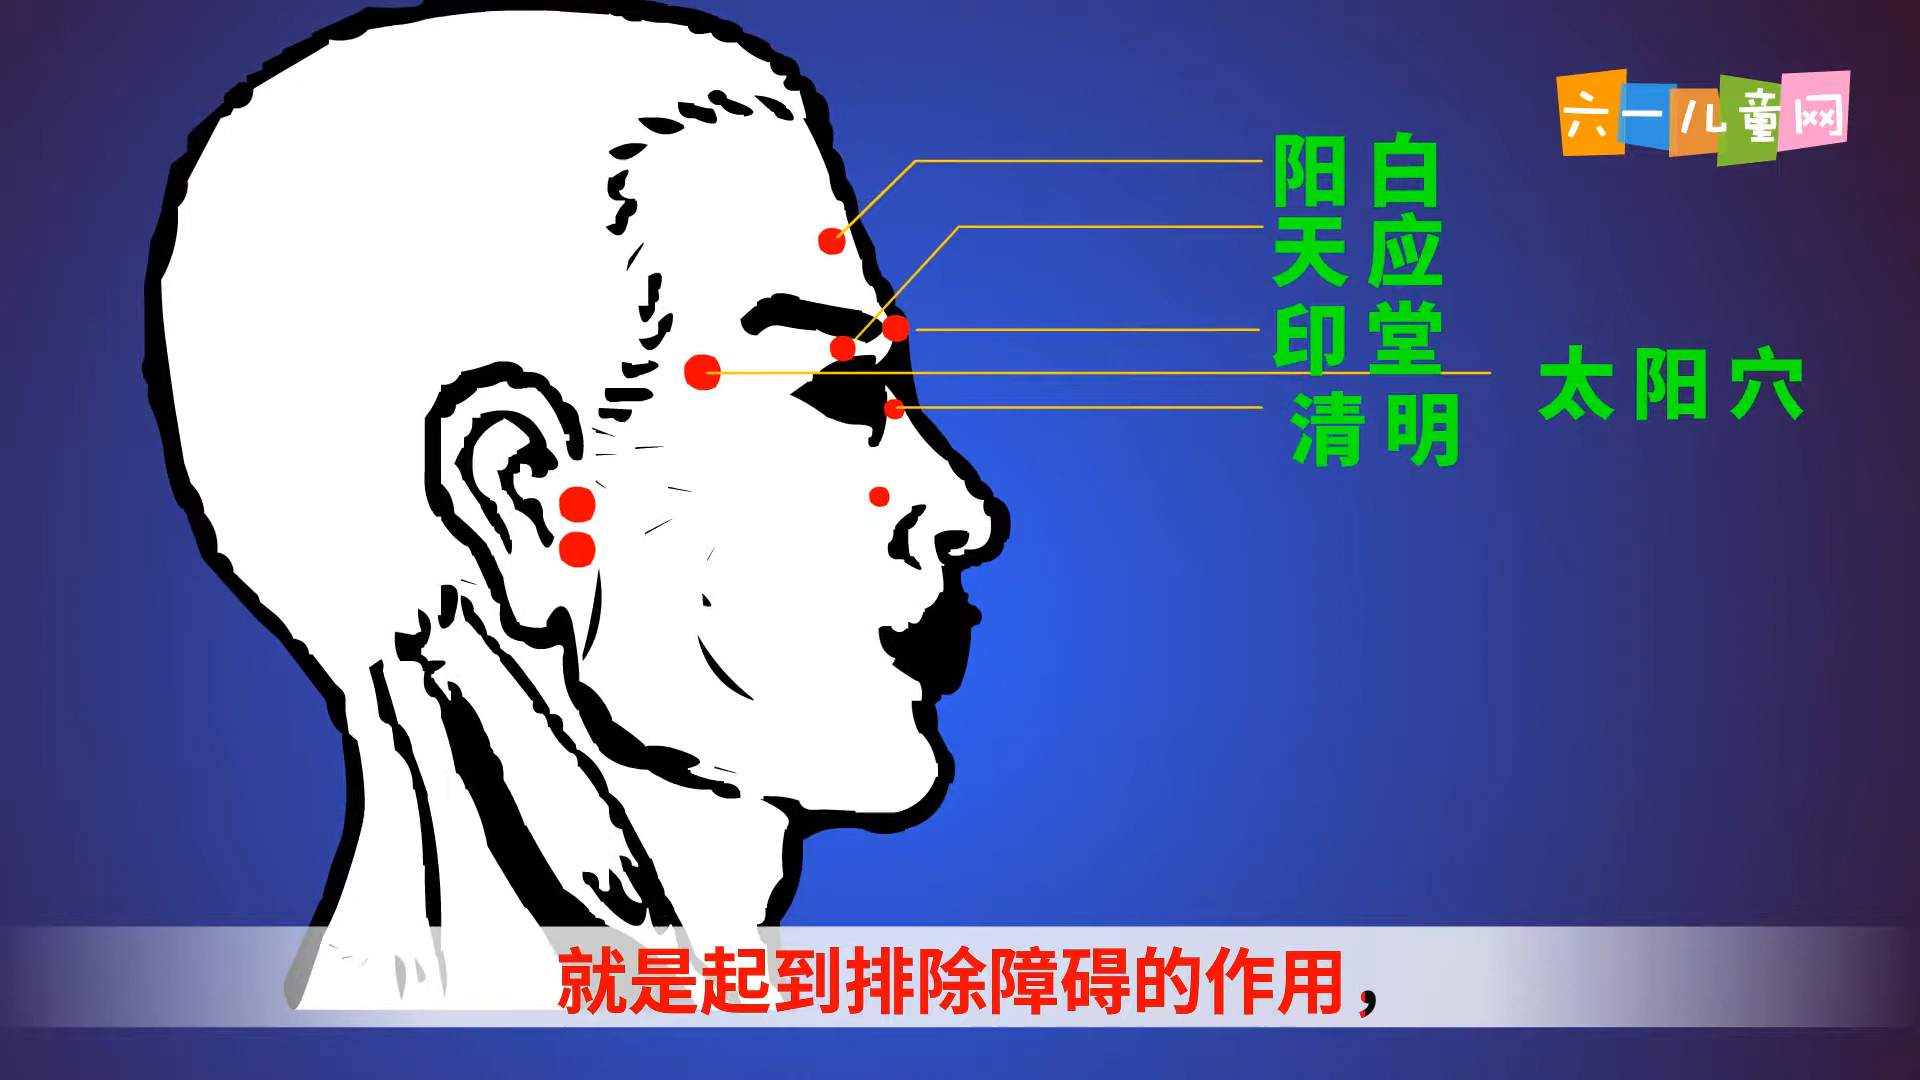 六一儿童网
阳白
天应
印堂
太阳穴
清明
就是起到排除障碍的作用，